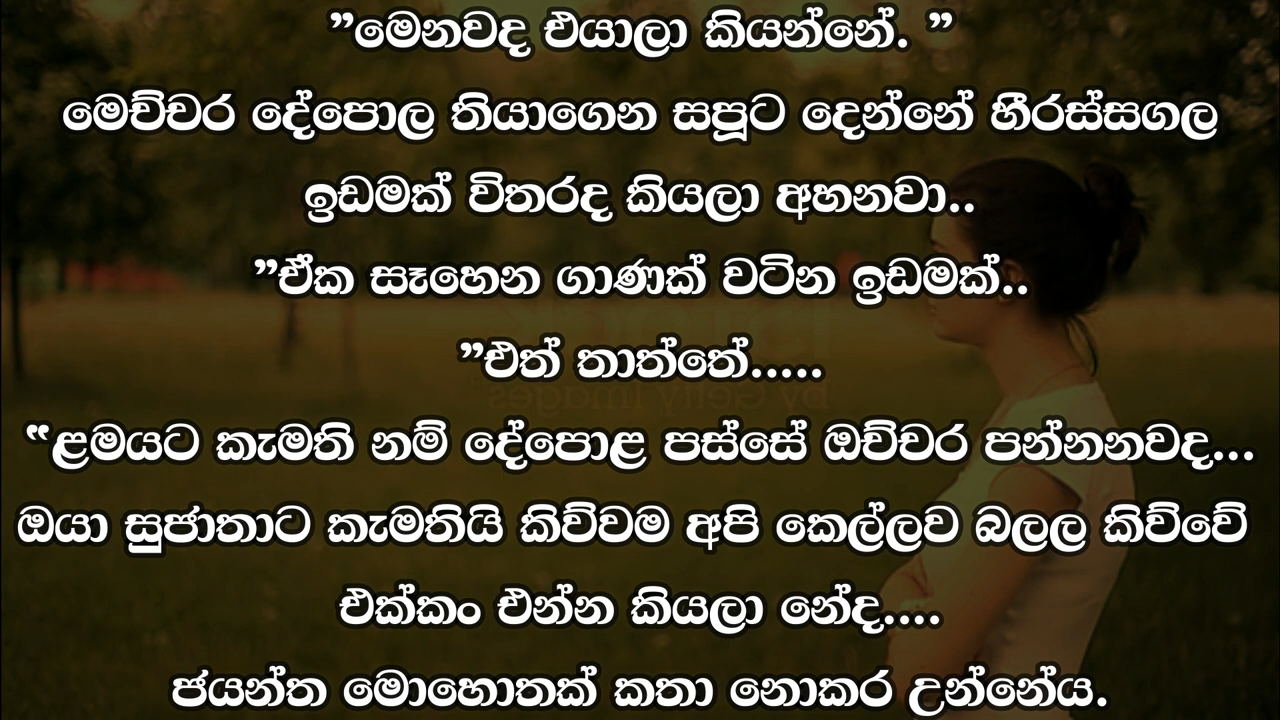 ”මෙනවද එයාලා කියන්නේ. ”
මෙච්චර දේපොල තියාගෙන සපූට දෙන්නේ හීරස්සගල
ඉඩමක් විතරද කියලා අහනවා..
”ඒක සෑහෙන ගාණක් වටින ඉඩමක්..
”එත් තාත්තේ.....
“ළමයට කැමති නම් දේපොළ පස්සේ ඔච්චර පන්නනවද...
ඔයා සුජාතාට කැමතියි කිව්වම අපි කෙල්ලව බලල කිව්වේ
එක්කං එන්න කියලා නේද....
ජයන්ත මොහොතක් කතා නොකර උන්නේය.